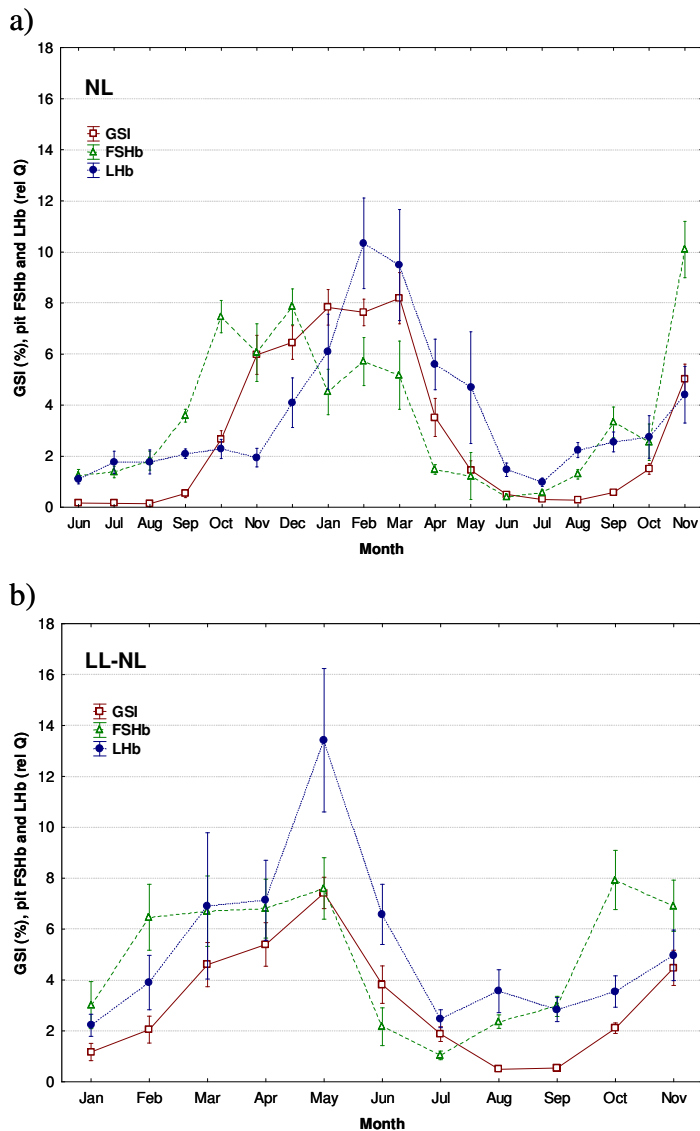 a)
18
16
14
12
10
8
6
4
2
0
GSI (%), pit FSHb and LHb (rel Q)
NL
GSI
FSHb
LHb
Jun Jul Aug Sep Oct Nov Dec Jan Feb Mar Apr May Jun Jul Aug Sep Oct Nov
Month
b)
18
16
14
12
10
8
6
4
2
0
GSI (%), pit FSHb and LHb (rel Q)
LL-NL
GSI
FSHb
LHb
Jan Feb Mar Apr May Jun Jul Aug Sep Oct Nov
Month